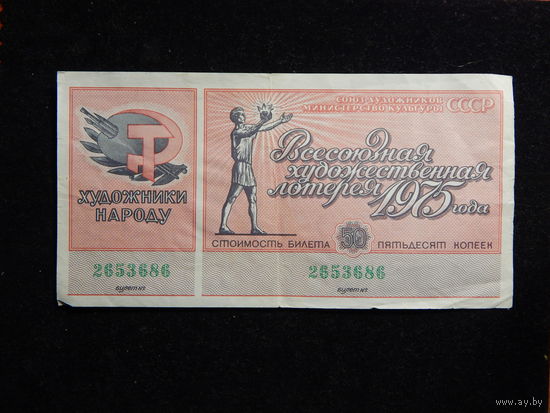 ХУДОЖНИКИ
НАРОДУ
2653686
билет №
СОЮЗ ХУДОЖНИКОВ
МИНИСТЕРСТВО КУЛЬТУРЫ СССР
Всесоюзная
художественная
лотерея 1975 года
СТОИМОСТЬ БИЛЕТА 50 ПЯТЬДЕСЯТ КОПЕЕК
2653686
билет №
www.ay.by